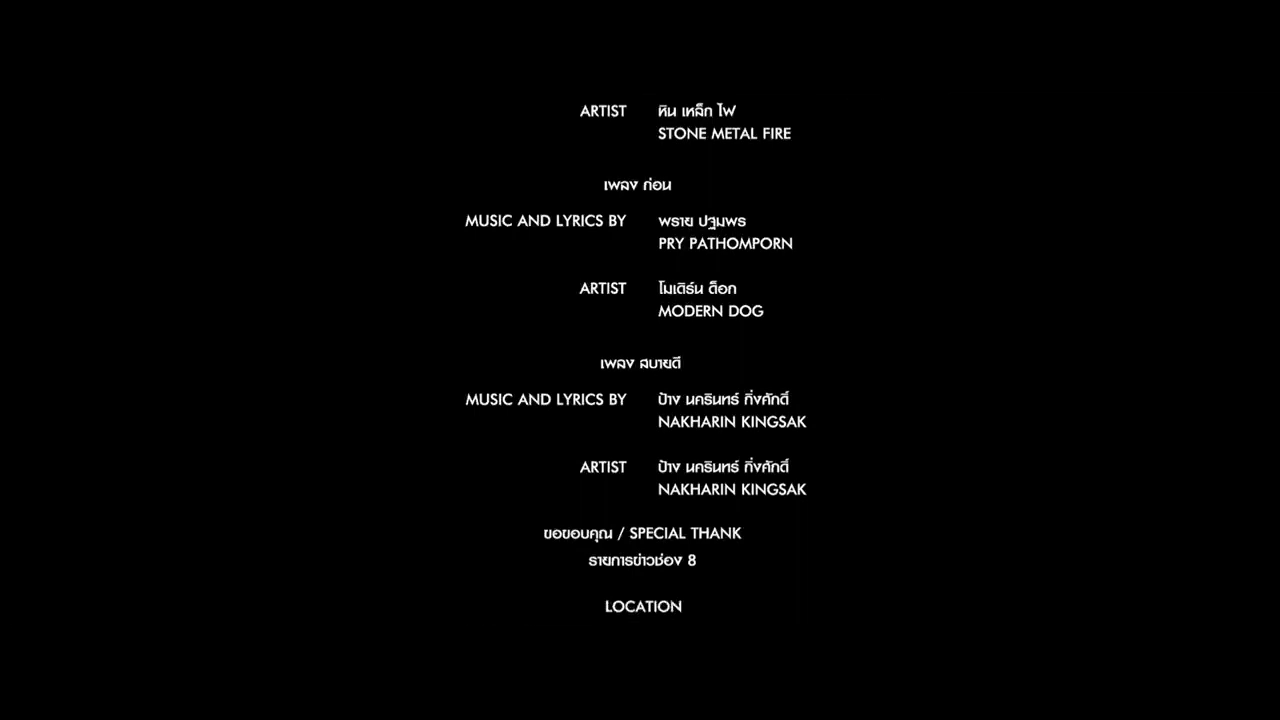 ARTIST หิน เหล็ก ไฟ
STONE METAL FIRE
เพลง ก่อน
MUSIC AND LYRICS BY พราย ปฐมพร
PRY PATHOMPORN
ARTIST โมเดิร์น ด็อก
MODERN DOG
เพลง สบายดี
MUSIC AND LYRICS BY ป้าง นครินทร์ กิ่งศักดิ์
NAKHARIN KINGSAK
ARTIST ป้าง นครินทร์ กิ่งศักดิ์
NAKHARIN KINGSAK
ขอขอบคุณ / SPECIAL THANK
รายการข่าวช่อง 8
LOCATION